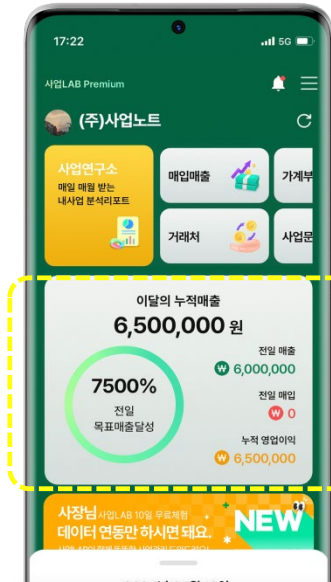 17:22
5G
사업LAB Premium
(주)사업노트
사업연구소
매일 매월 받는
내사업 분석리포트
매입매출
가계부
거래처
사업문
이달의 누적매출
6,500,000 원
7500%
전일
목표매출달성
전일 매출
₩ 6,000,000
전일 매입
₩ 0
누적 영업이익
₩ 6,500,000
사장님 사업LAB 10일 무료체험
데이터 연동만 하시면 돼요.
NEW